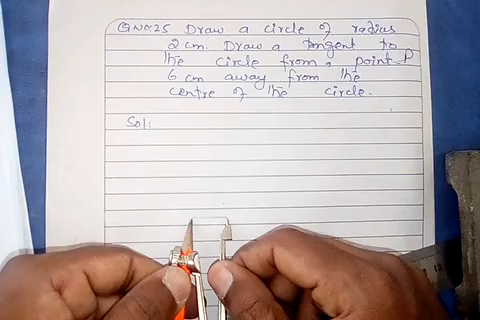 Q.No:25 Draw a circle of radius
2 cm. Draw a tangent to
the circle from a point P
6 cm away from the
centre of the circle.
Sol: